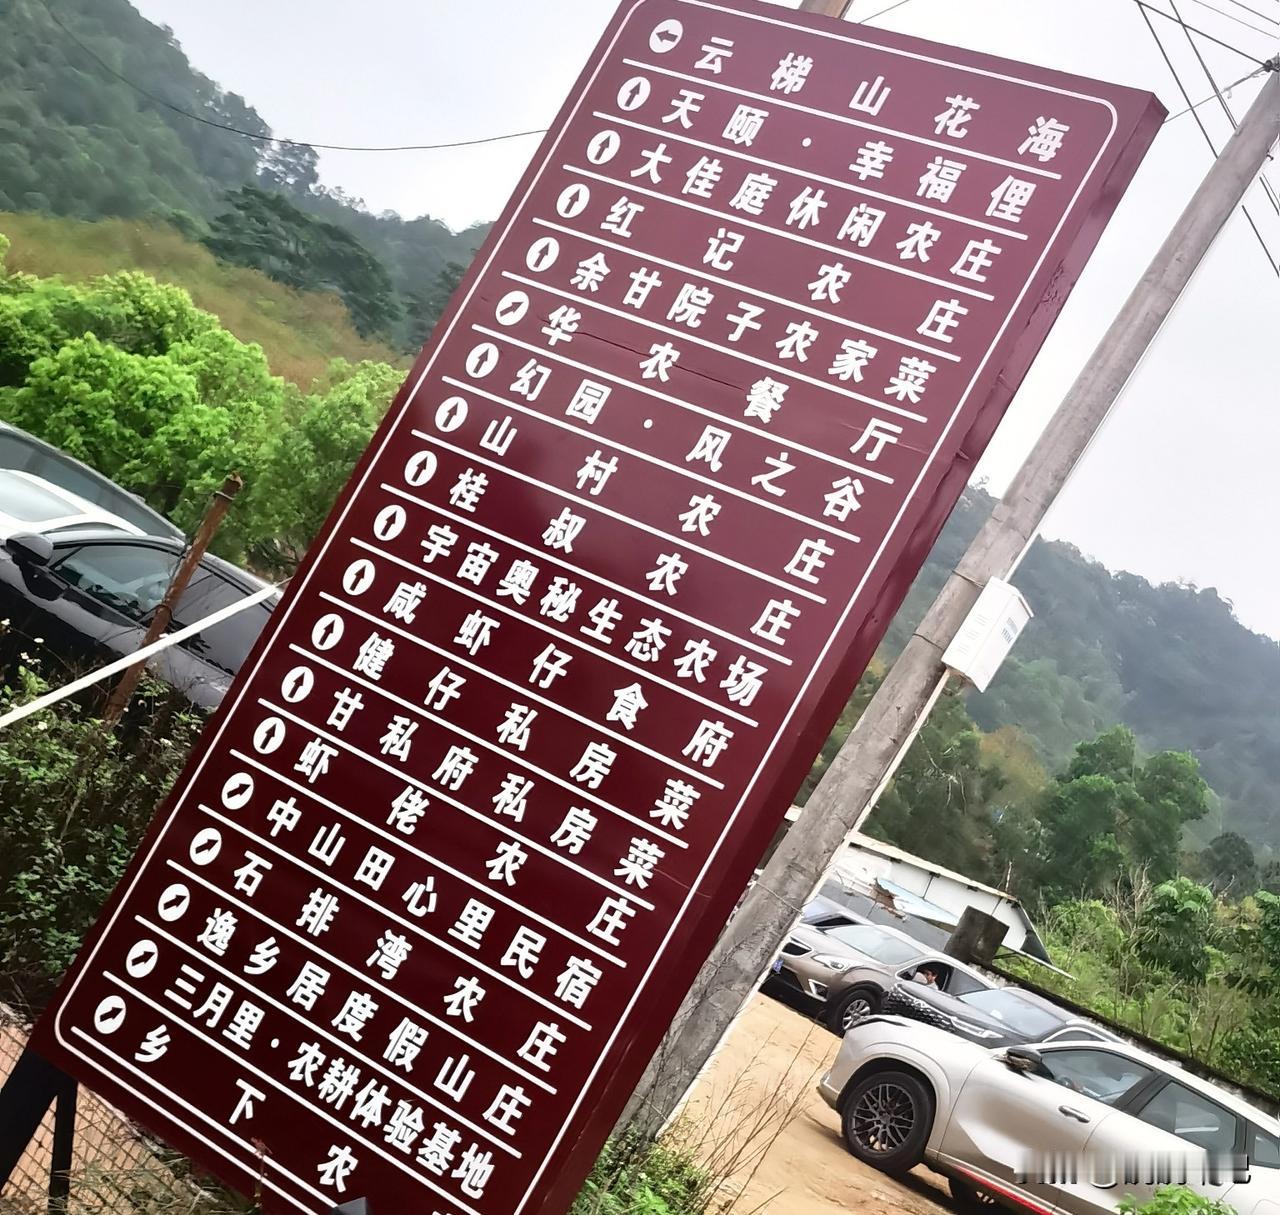 云梯山花海
天颐·幸福俚
大佳庭休闲农庄
红记农庄
余甘院子农家菜
华农餐厅
幻园·风之谷
山村农庄
桂叔农庄
宇宙奥秘生态农场
咸虾仔食府
健仔私房菜
甘私府私房菜
虾佬农庄
中山田心里民宿
石排湾农庄
逸乡居度假山庄
三月里·农耕体验基地
乡下农